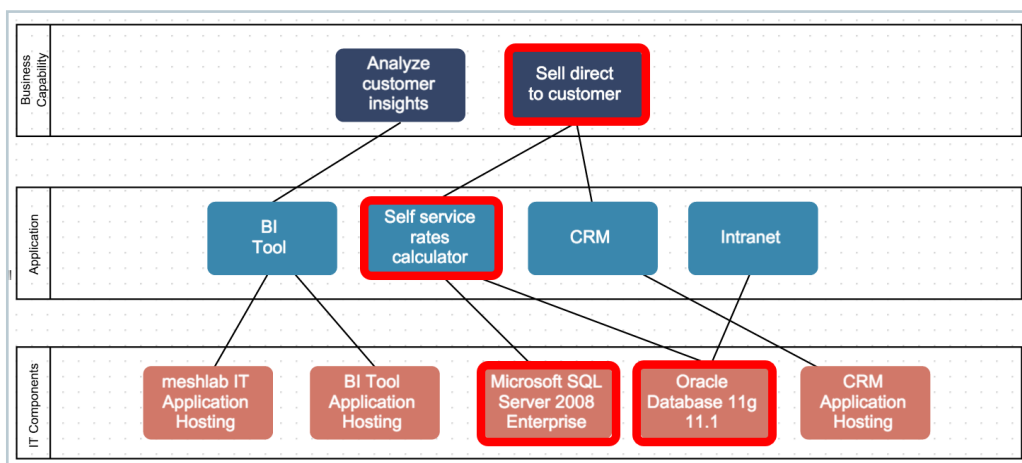 Business
Capability
Analyze
customer
insights
Sell direct
to customer
Application
BI
Tool
Self service
rates
calculator
CRM
Intranet
IT Components
meshlab IT
Application
Hosting
BI Tool
Application
Hosting
Microsoft SQL
Server 2008
Enterprise
Oracle
Database 11g
11.1
CRM
Application
Hosting